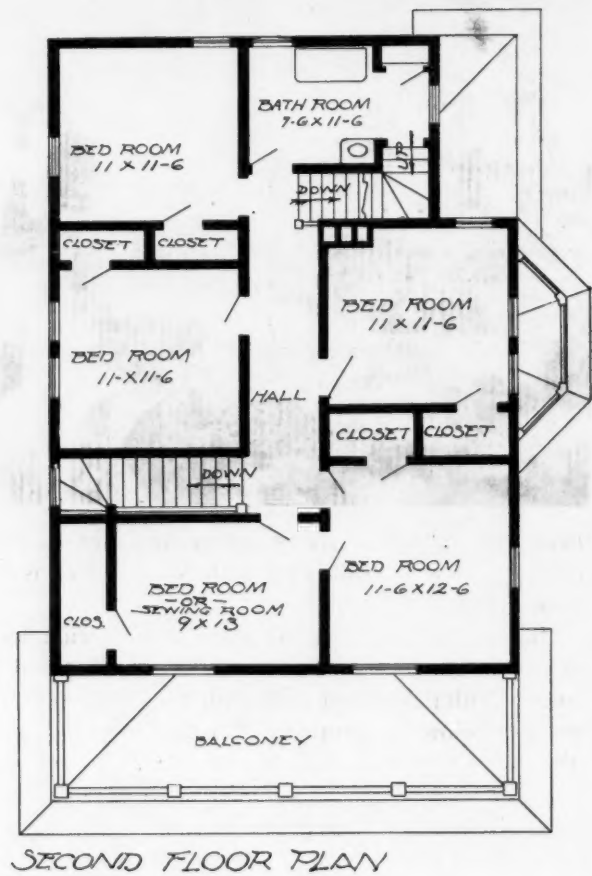 BATH ROOM
7-6 X 11-6
BED ROOM
11 X 11-6
UP
DOWN
CLOSET
CLOSET
BED ROOM
11 X 11-6
BED ROOM
11-X11-6
HALL
CLOSET
CLOSET
DOWN
BED ROOM
11-6 X 12-6
BED ROOM
-OR-
SEWING ROOM
9 X 13
CLOS.
BALCONEY
SECOND FLOOR PLAN